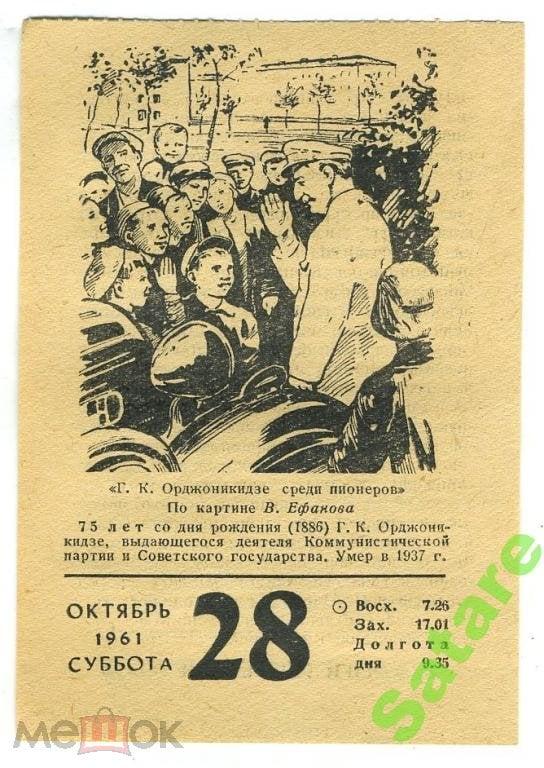 «Г. К. Орджоникидзе среди пионеров»
По картине В. Ефанова
75 лет со дня рождения (1886) Г. К. Орджони-
кидзе, выдающегося деятеля Коммунистической
партии и Советского государства. Умер в 1937 г.
ОКТЯБРЬ
1961
СУББОТА
28
Восх. 7.26
Зах. 17.01
Долгота
дня 9.35
Satare
мешок